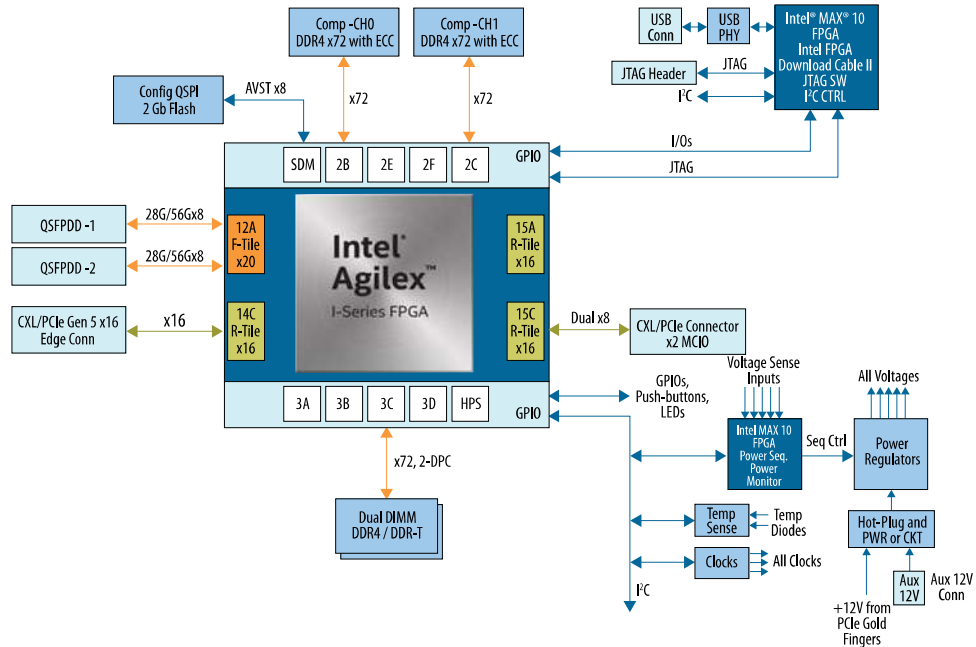 Comp -CH0
DDR4 x72 with ECC
Comp -CH1
DDR4 x72 with ECC
USB
Conn
USB
PHY
Intel® MAX® 10
FPGA
Intel FPGA
Download Cable II
JTAG SW
I²C CTRL
JTAG Header
JTAG
I²C
Config QSPI
2 Gb Flash
AVST x8
x72
x72
I/Os
JTAG
SDM
2B
2E
2F
2C
GPIO
QSFPDD -1
28G/56Gx8
QSFPDD -2
28G/56Gx8
12A
F-Tile
x20
15A
R-Tile
x16
Intel®
Agilex™
I-Series FPGA
CXL/PCIe Gen 5 x16
Edge Conn
x16
14C
R-Tile
x16
15C
R-Tile
x16
Dual x8
CXL/PCIe Connector
x2 MCIO
3A
3B
3C
3D
HPS
GPIO
GPIOs,
Push-buttons,
LEDs
Voltage Sense
Inputs
All Voltages
Intel MAX 10
FPGA
Power Seq.
Power
Monitor
Seq Ctrl
Power
Regulators
x72, 2-DPC
Dual DIMM
DDR4 / DDR-T
Temp
Sense
Temp
Diodes
Hot-Plug and
PWR or CKT
Clocks
All Clocks
I²C
Aux
12V
Aux 12V
Conn
+12V from
PCIe Gold
Fingers